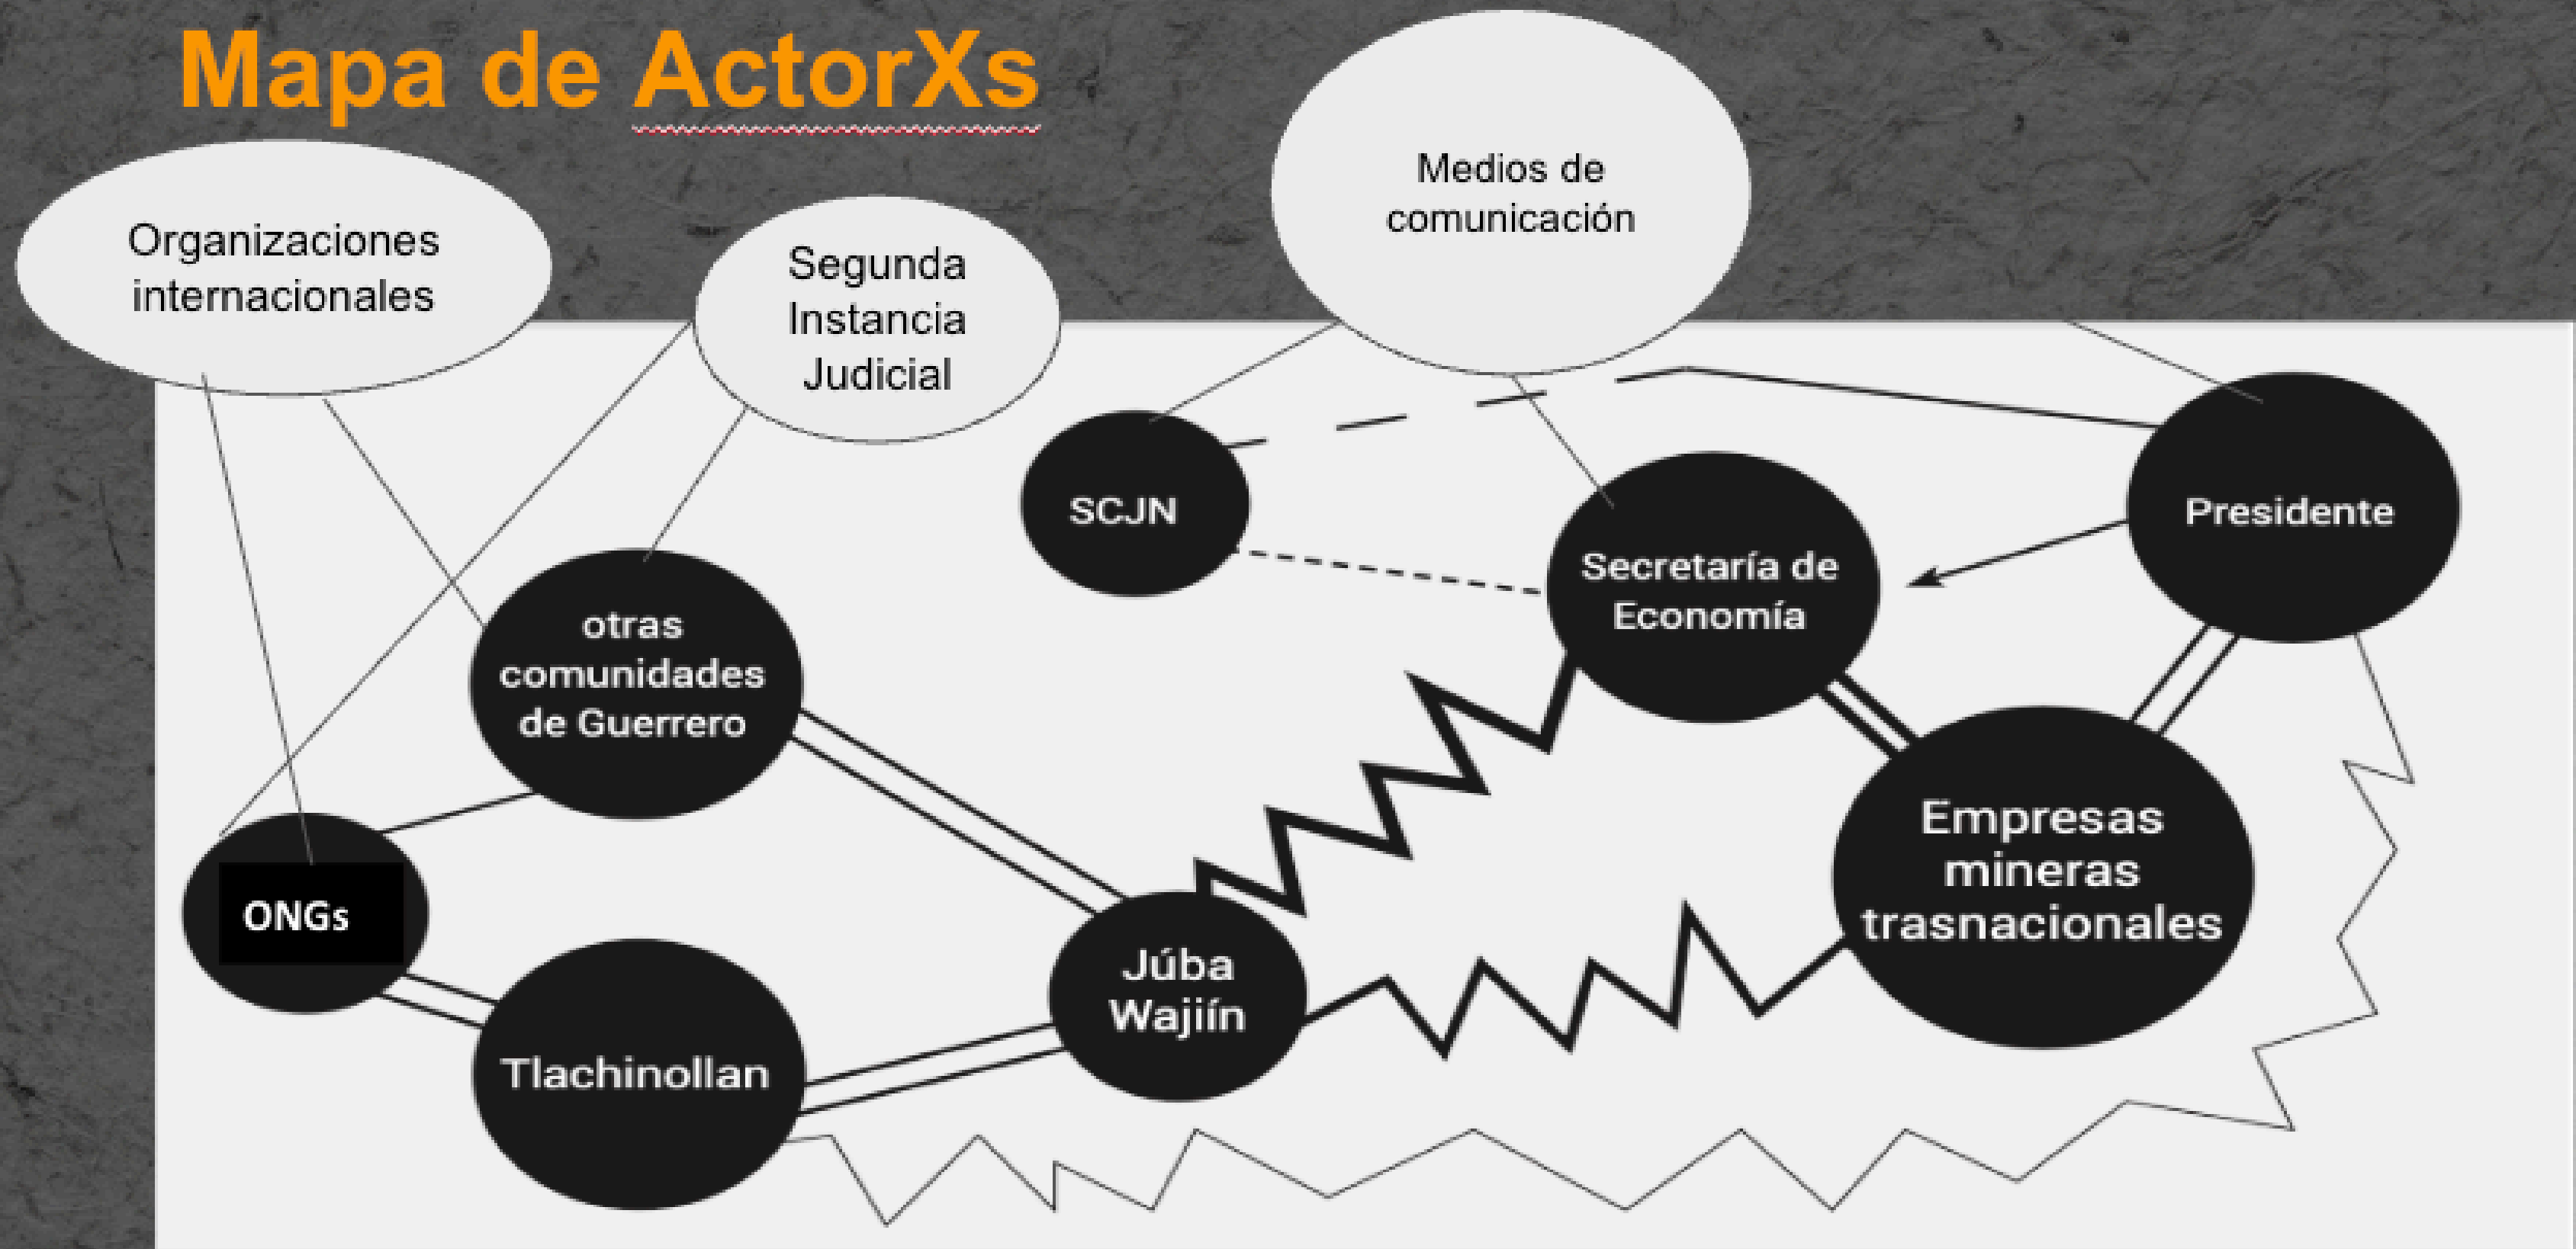 Mapa de ActorXs
Organizaciones
internacionales
Segunda
Instancia
Judicial
Medios de
comunicación
SCJN
Secretaría de
Economía
Presidente
otras
comunidades
de Guerrero
ONGs
Tlachinollan
Júba
Wajiín
Empresas
mineras
trasnacionales